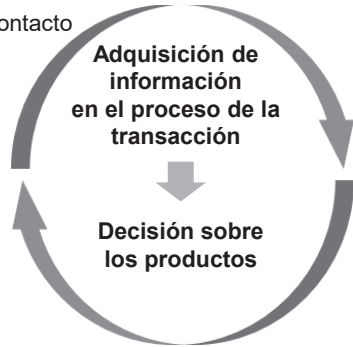 ontacto
Adquisición de
información
en el proceso de la
transacción
Decisión sobre
los productos